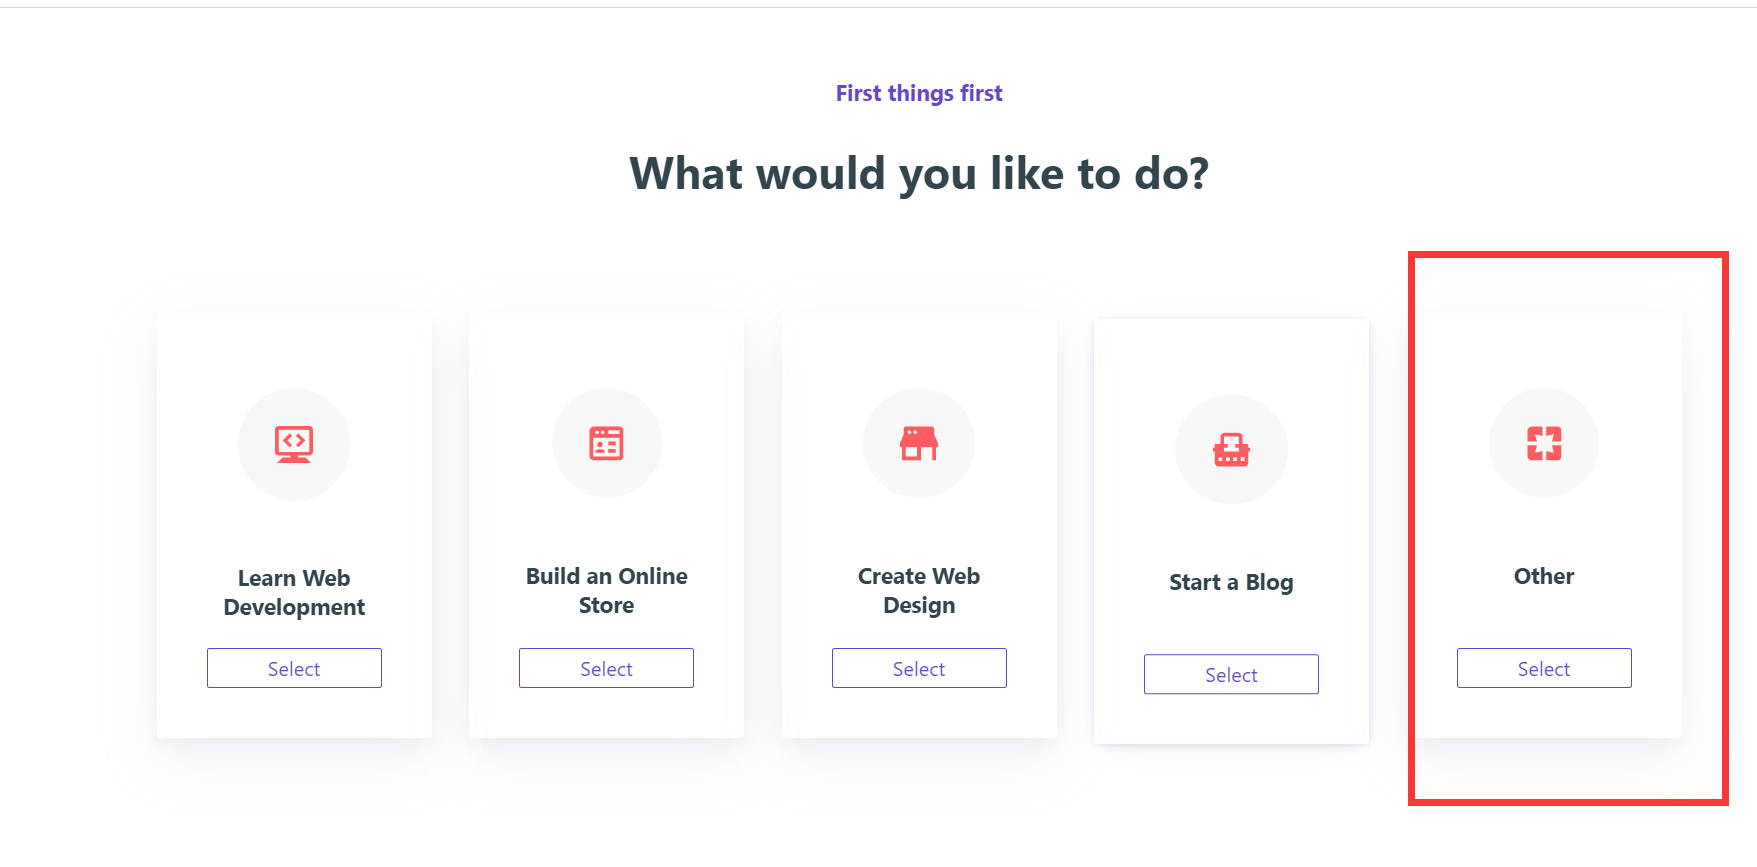 First things first
What would you like to do?
Learn Web
Development
Select
Build an Online
Store
Select
Create Web
Design
Select
Start a Blog
Select
Other
Select